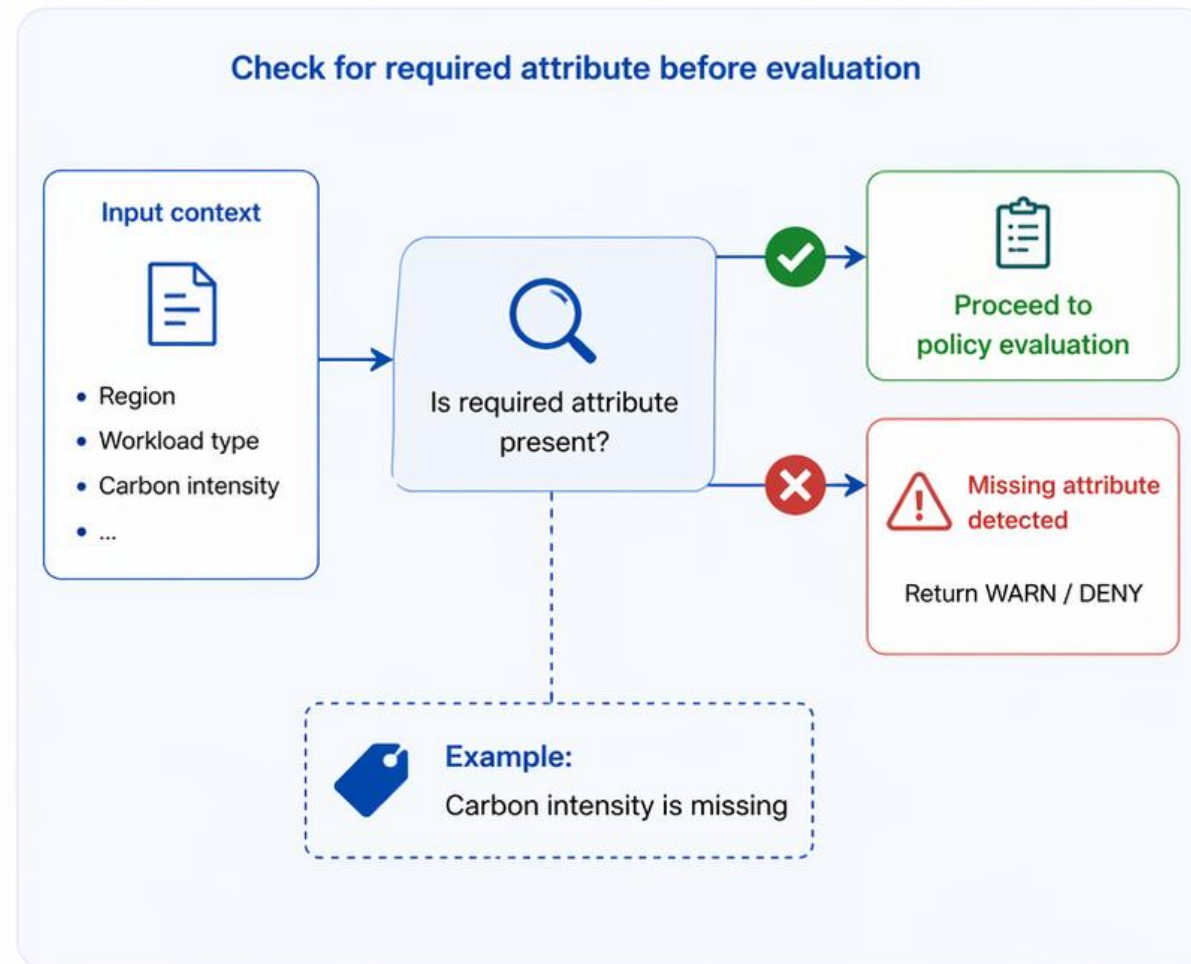 Check for required attribute before evaluation
Input context
• Region
• Workload type
• Carbon intensity
• ...
Is required attribute
present?
Proceed to
policy evaluation
Missing attribute
detected
Return WARN / DENY
Example:
Carbon intensity is missing